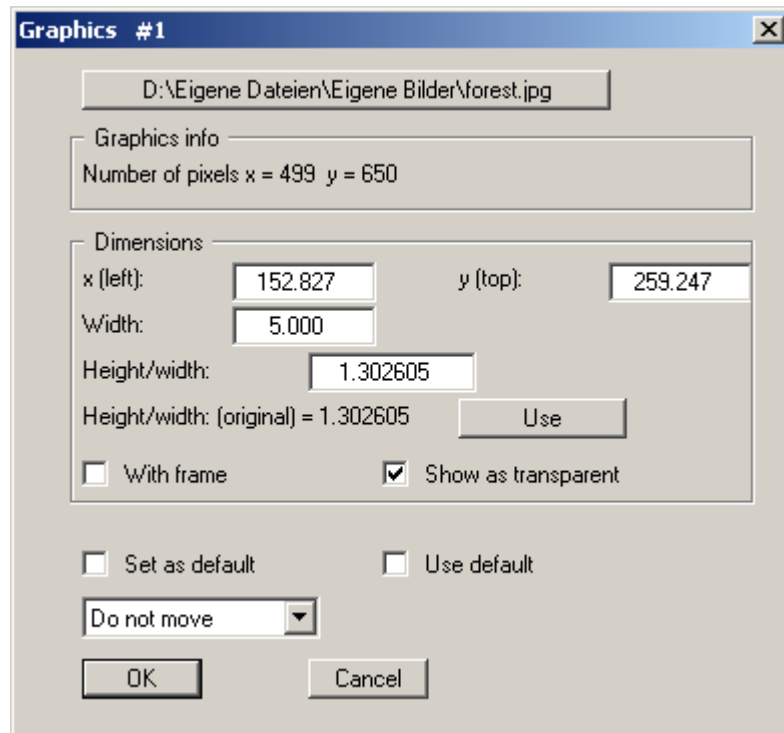 Graphics #1
D:\Eigene Dateien\Eigene Bilder\forest.jpg
Graphics info
Number of pixels x = 499 y = 650
Dimensions
x (left): 152.827 y (top): 259.247
Width: 5.000
Height/width: 1.302605
Height/width: (original) = 1.302605 Use
With frame Show as transparent
Set as default Use default
Do not move
OK Cancel